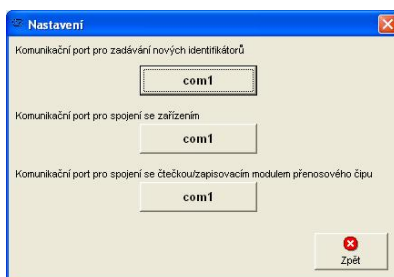 Nastavení
Komunikační port pro zadávání nových identifikátorů
com1
Komunikační port pro spojení se zařízením
com1
Komunikační port pro spojení se čtečkou/zapisovacím modulem přenosového čipu
com1
Zpět